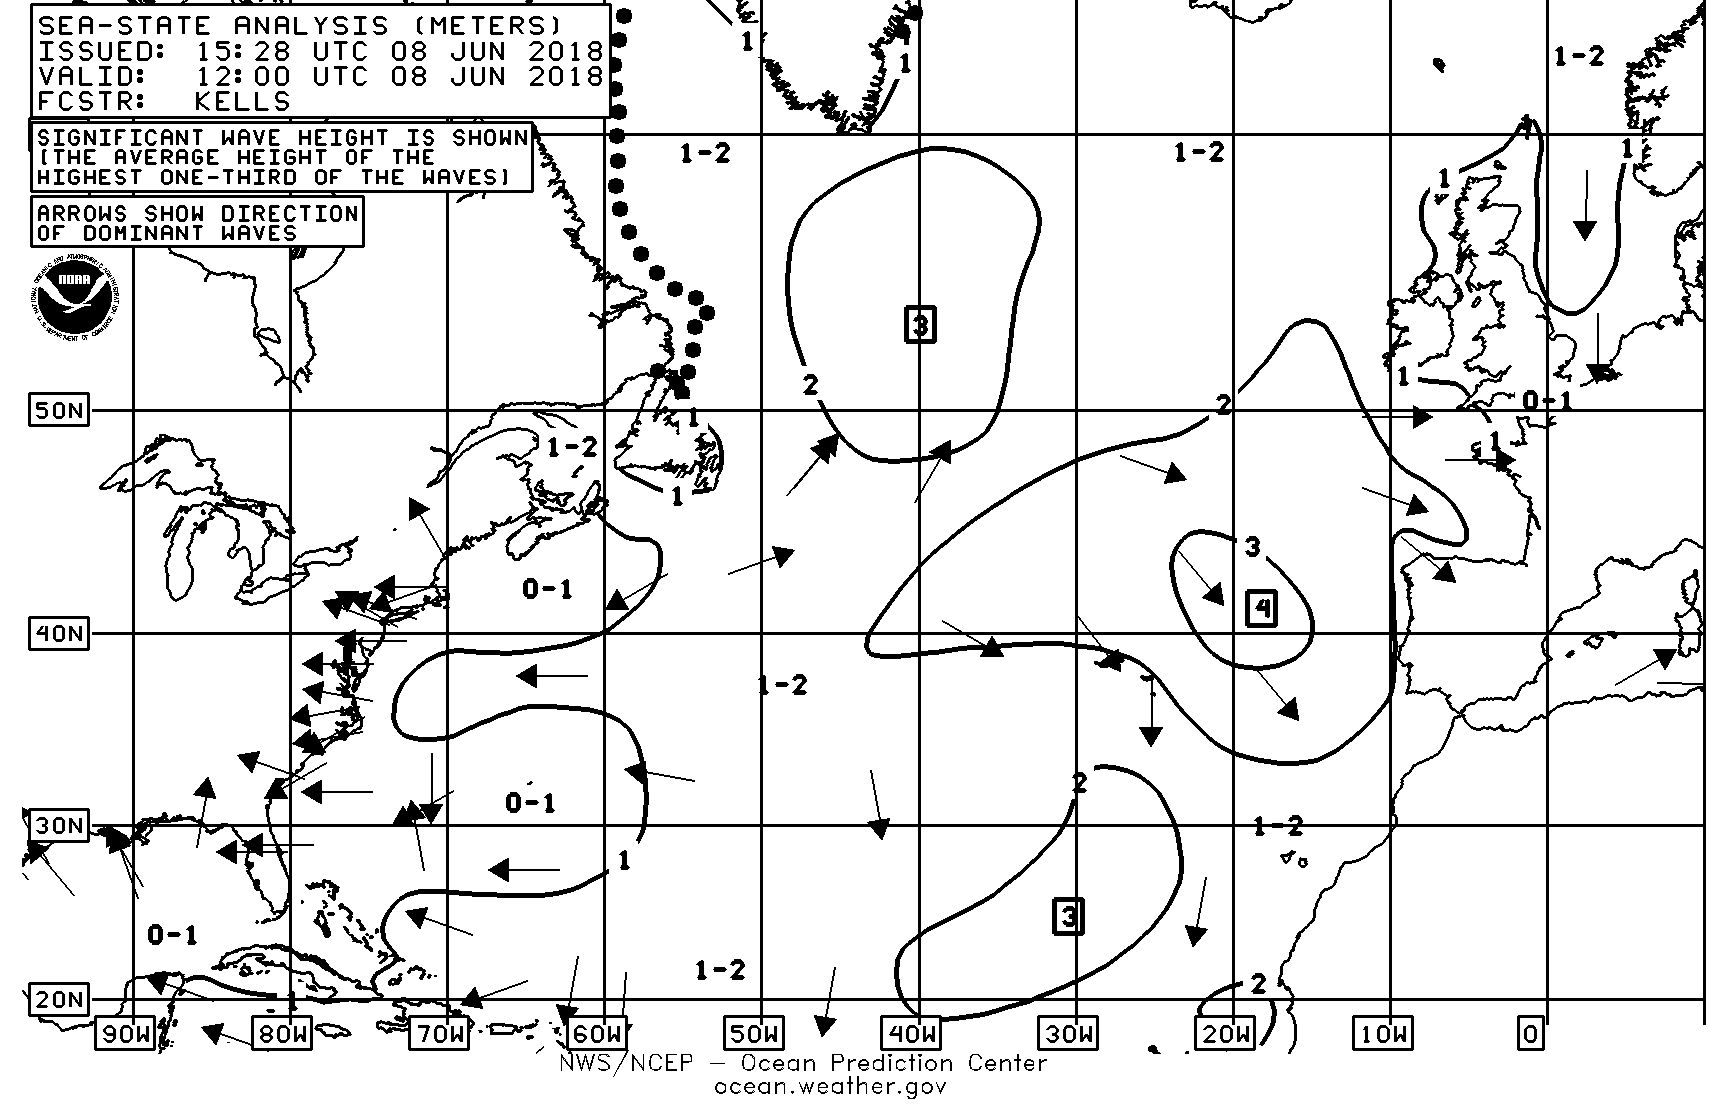 SEA-STATE ANALYSIS (METERS)
ISSUED: 15:28 UTC 08 JUN 2018
VALID: 12:00 UTC 08 JUN 2018
FCSTR: KELLS
SIGNIFICANT WAVE HEIGHT IS SHOWN
(THE AVERAGE HEIGHT OF THE
HIGHEST ONE-THIRD OF THE WAVES)
ARROWS SHOW DIRECTION
OF DOMINANT WAVES
NOAA
1
1
1-2
1-2
1-2
1
1
3
2
1
2
0-1
50N
1
1-2
1
1
3
0-1
4
40N
1-2
2
0-1
30N
1-2
1
3
0-1
1-2
2
1
20N
90W
80W
70W
60W
50W
40W
30W
20W
10W
0
NWS/NCEP – Ocean Prediction Center
ocean.weather.gov